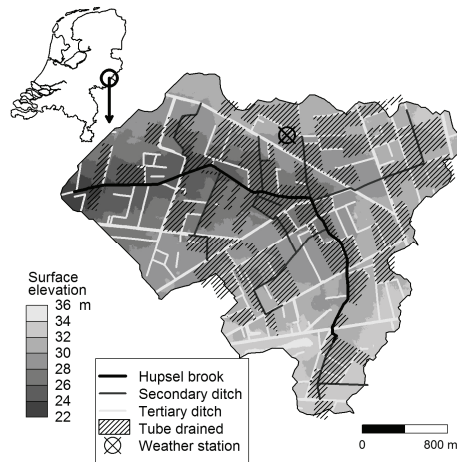 Surface
elevation
36 m
34
32
30
28
26
24
22
Hupsel brook
Secondary ditch
Tertiary ditch
Tube drained
Weather station
0 800 m